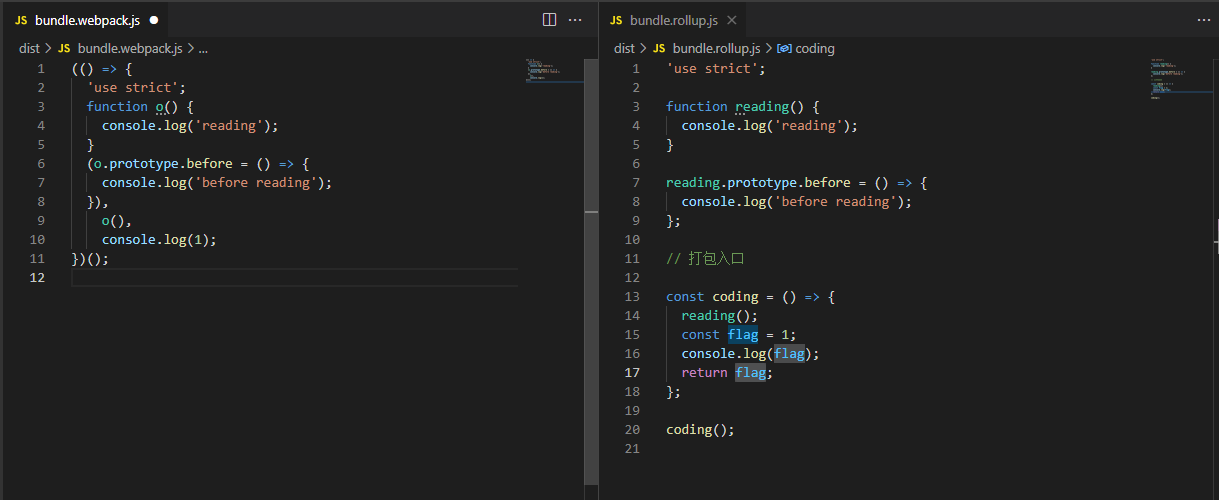 JS bundle.webpack.js
dist > JS bundle.webpack.js > ...
1 (() => {
2 'use strict';
3 function o() {
4 console.log('reading');
5 }
6 (o.prototype.before = () => {
7 console.log('before reading');
8 }),
9 o(),
10 console.log(1);
11 })();
12
JS bundle.rollup.js
dist > JS bundle.rollup.js > coding
1 'use strict';
2
3 function reading() {
4 console.log('reading');
5 }
6
7 reading.prototype.before = () => {
8 console.log('before reading');
9 };
10
11 // 打包入口
12
13 const coding = () => {
14 reading();
15 const flag = 1;
16 console.log(flag);
17 return flag;
18 };
19
20 coding();
21